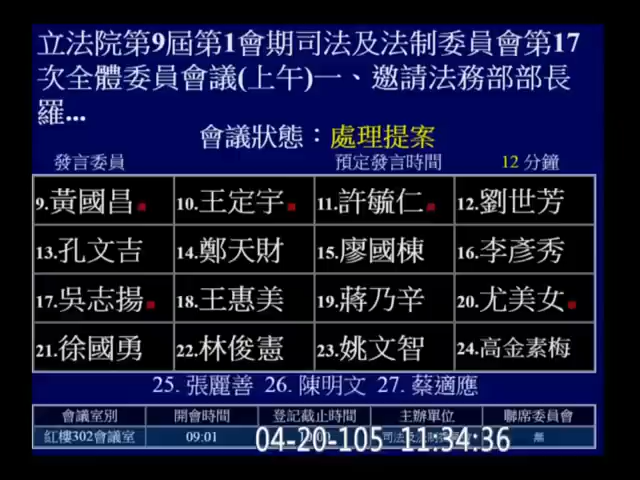 立法院第9屆第1會期司法及法制委員會第17
次全體委員會議(上午)一、邀請法務部部長
羅...
會議狀態：處理提案
發言委員 預定發言時間 12 分鐘
9.黃國昌 10.王定宇 11.許毓仁 12.劉世芳
13.孔文吉 14.鄭天財 15.廖國棟 16.李彥秀
17.吳志揚 18.王惠美 19.蔣乃辛 20.尤美女
21.徐國勇 22.林俊憲 23.姚文智 24.高金素梅
25. 張麗善 26. 陳明文 27. 蔡適應
會議室別 開會時間 登記截止時間 主辦單位 聯席委員會
紅樓302會議室 09:01 無
04-20-105 11:34:36